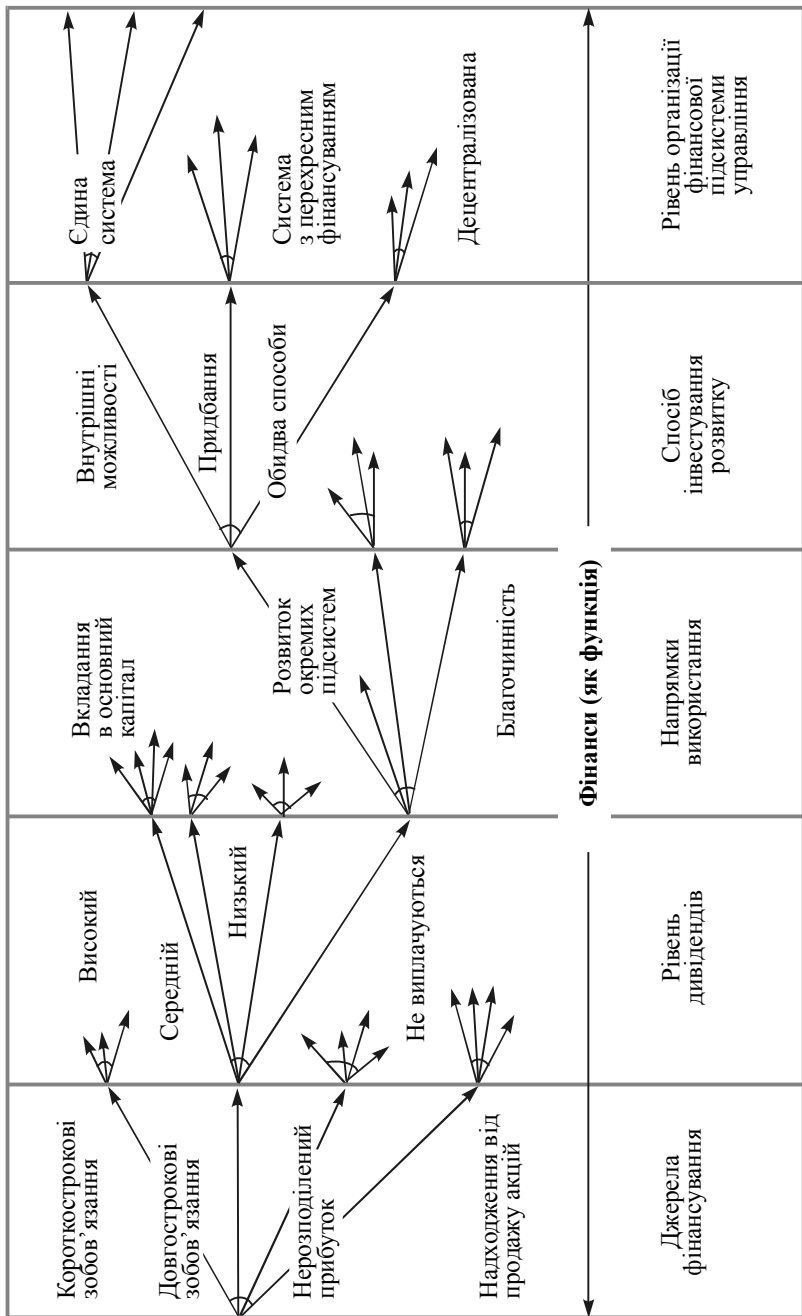 Короткострокові
зобов’язання
Довгострокові
зобов’язання
Нерозподілений
прибуток
Надходження від
продажу акцій
Джерела
фінансування
Високий
Середній
Низький
Не виплачуються
Рівень
дивідендів
Вкладання
в основний
капітал
Розвиток
окремих
підсистем
Благочинність
Напрямки
використання
Внутрішні
можливості
Придбання
Обидва способи
Спосіб
інвестування
розвитку
Єдина
система
Система
з перехресним
фінансуванням
Децентралізована
Рівень організації
фінансової
підсистеми
управління
Фінанси (як функція)